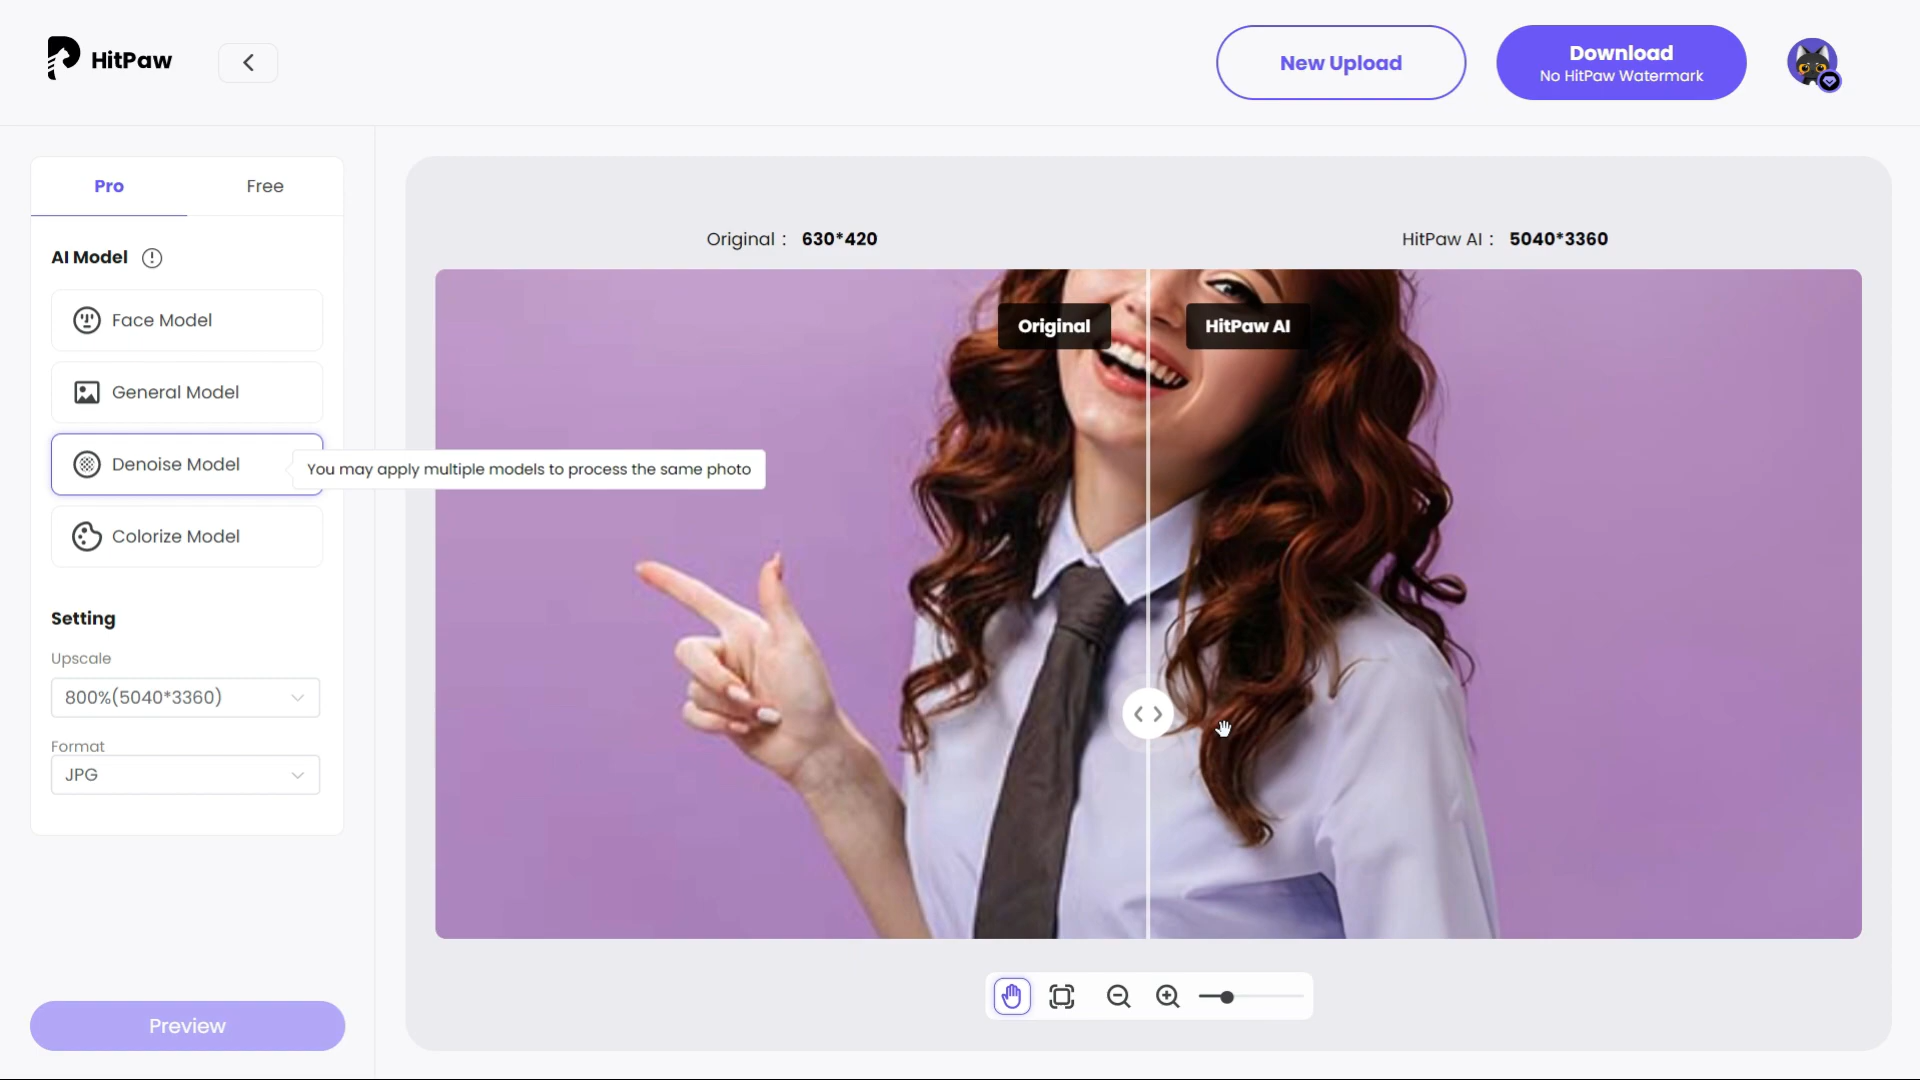 HitPaw
New Upload
Download
No HitPaw Watermark
Pro
Free
AI Model
Face Model
General Model
Denoise Model
You may apply multiple models to process the same photo
Colorize Model
Setting
Upscale
800%(5040*3360)
Format
JPG
Preview
Original : 630*420
HitPaw AI : 5040*3360
Original
HitPaw AI